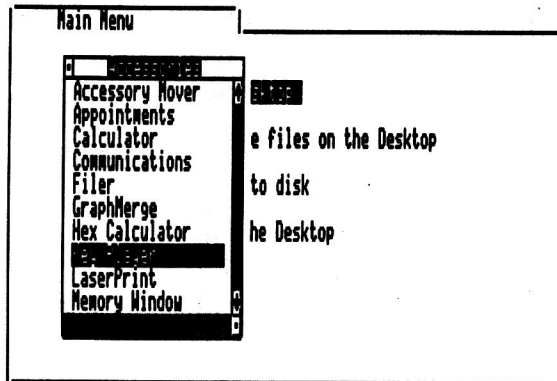 Main Menu
Accessories
Accessory Mover
Appointments
Calculator
e files on the Desktop
Communications
Filer
to disk
GraphMerge
Hex Calculator
he Desktop
LaserPrint
Memory Window